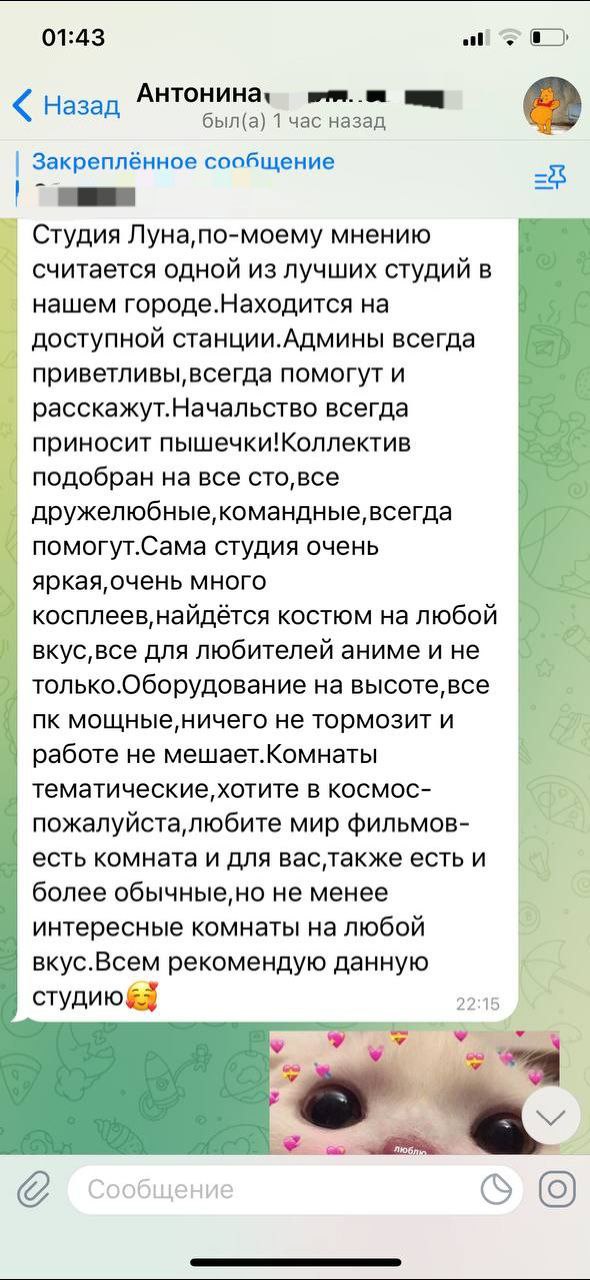 01:43
Назад
Антонина
был(а) 1 час назад
Закреплённое сообщение
Студия Луна,по-моему мнению
считается одной из лучших студий в
нашем городе.Находится на
доступной станции.Админы всегда
приветливы,всегда помогут и
расскажут.Начальство всегда
приносит пышечки!Коллектив
подобран на все сто,все
дружелюбные,командные,всегда
помогут.Сама студия очень
яркая,очень много
косплеев,найдётся костюм на любой
вкус,все для любителей аниме и не
только.Оборудование на высоте,все
пк мощные,ничего не тормозит и
работе не мешает.Комнаты
тематические,хотите в космос-
пожалуйста,любите мир фильмов-
есть комната и для вас,также есть и
более обычные,но не менее
интересные комнаты на любой
вкус.Всем рекомендую данную
студию🥰
22:15
люблю
Сообщение